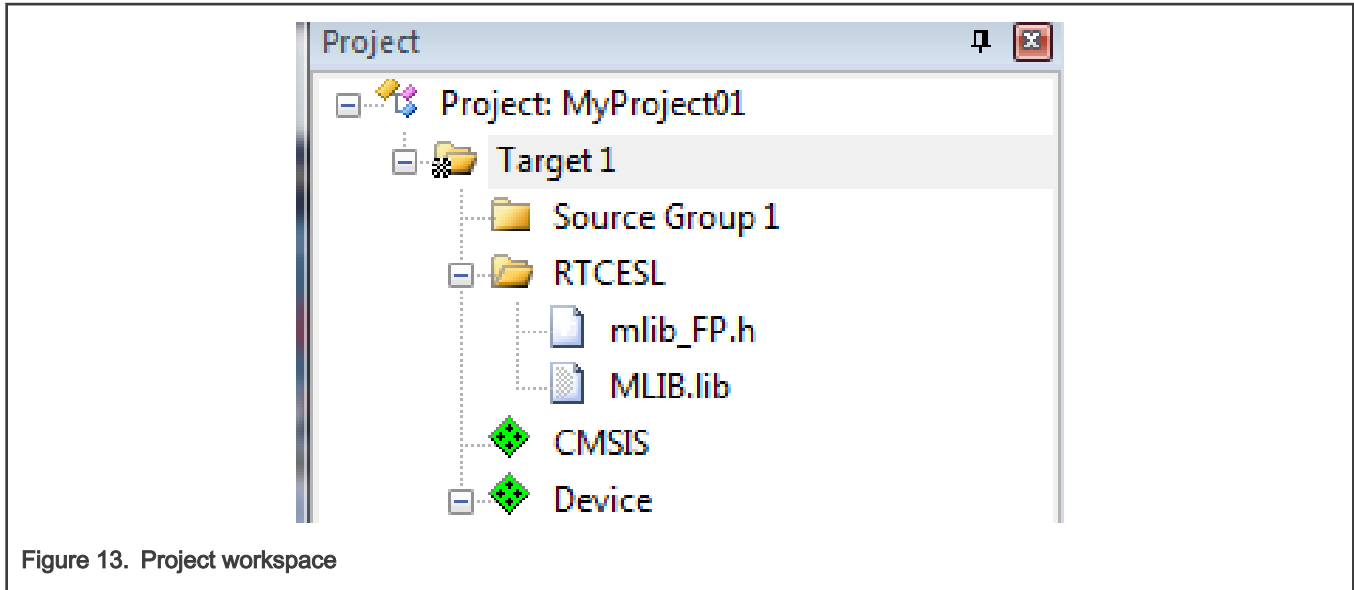 Project
Project: MyProject01
Target 1
Source Group 1
RTCESL
mlib_FP.h
MLIB.lib
CMSIS
Device
Figure 13. Project workspace